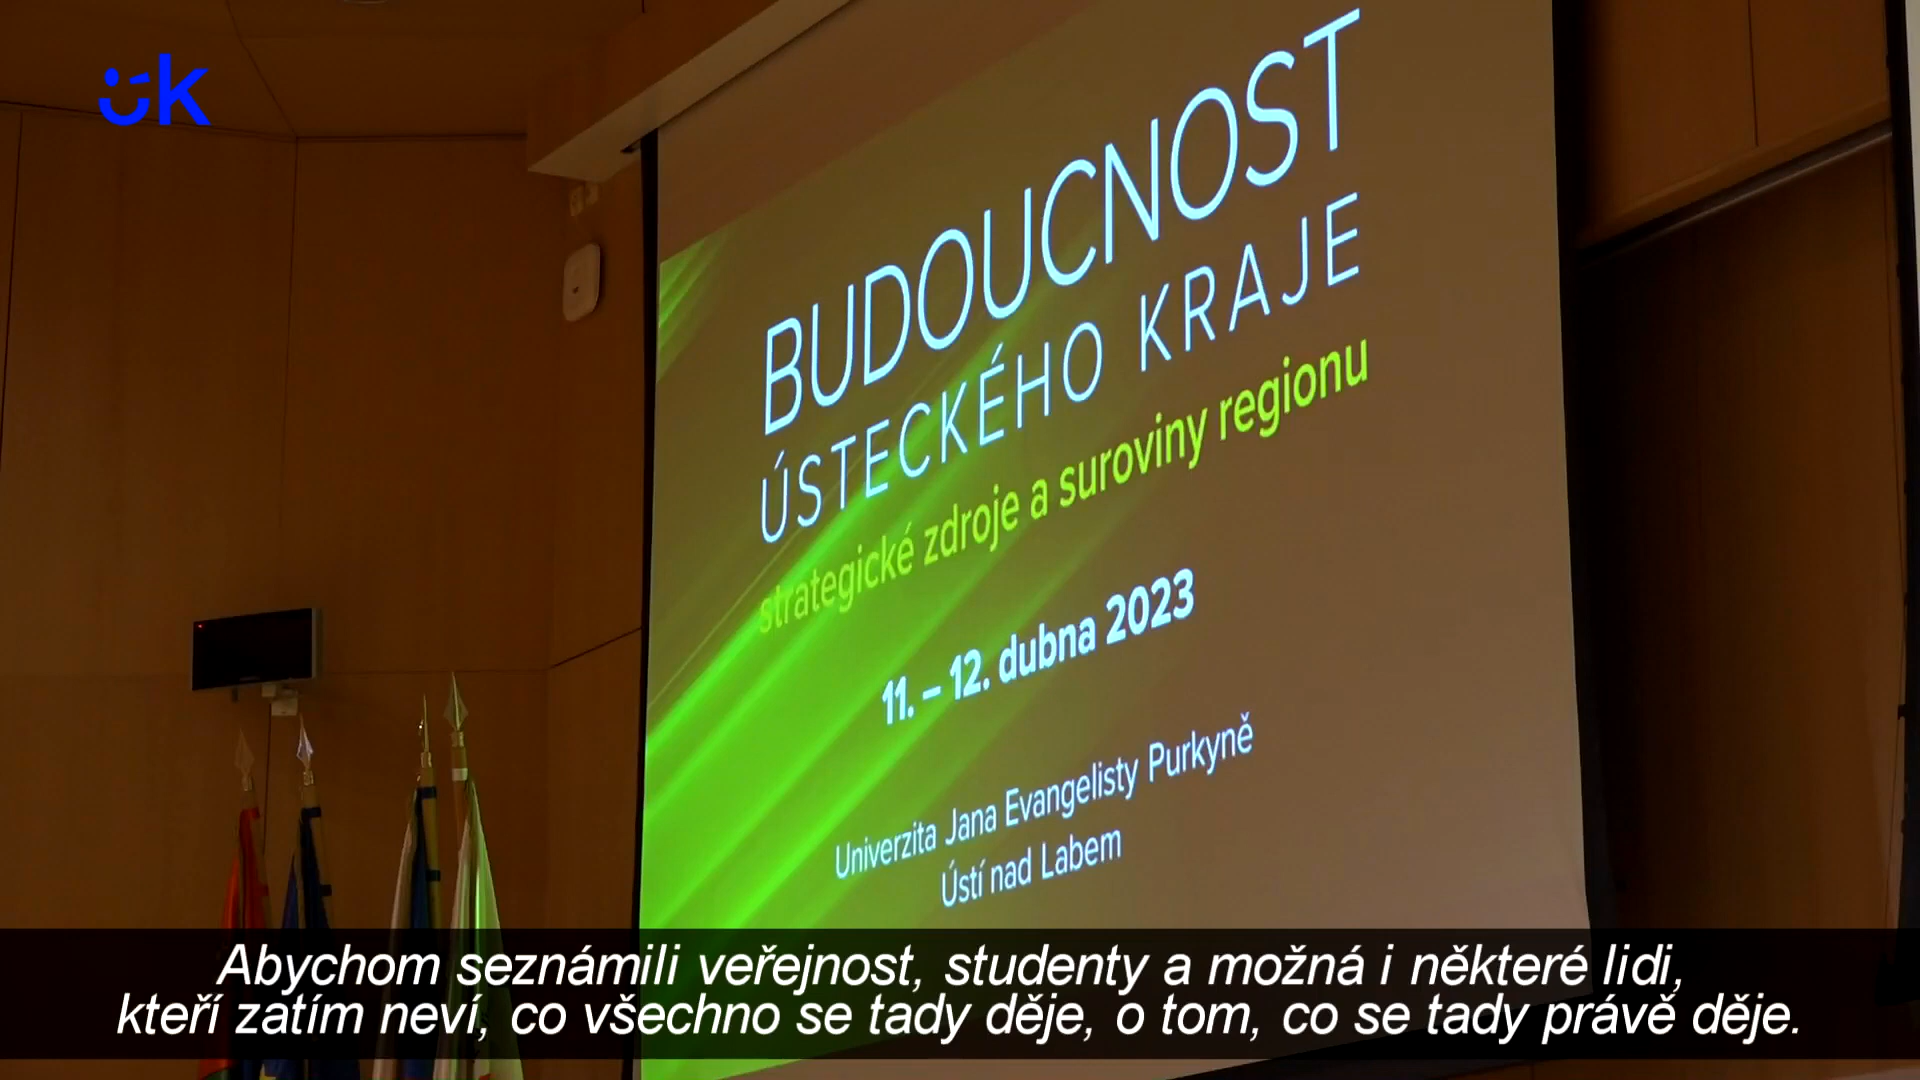 úk
BUDOUCNOST
ÚSTECKÉHO KRAJE
strategické zdroje a suroviny regionu
11. – 12. dubna 2023
Univerzita Jana Evangelisty Purkyně
Ústí nad Labem
Abychom seznámili veřejnost, studenty a možná i některé lidi,
kteří zatím neví, co všechno se tady děje, o tom, co se tady právě děje.